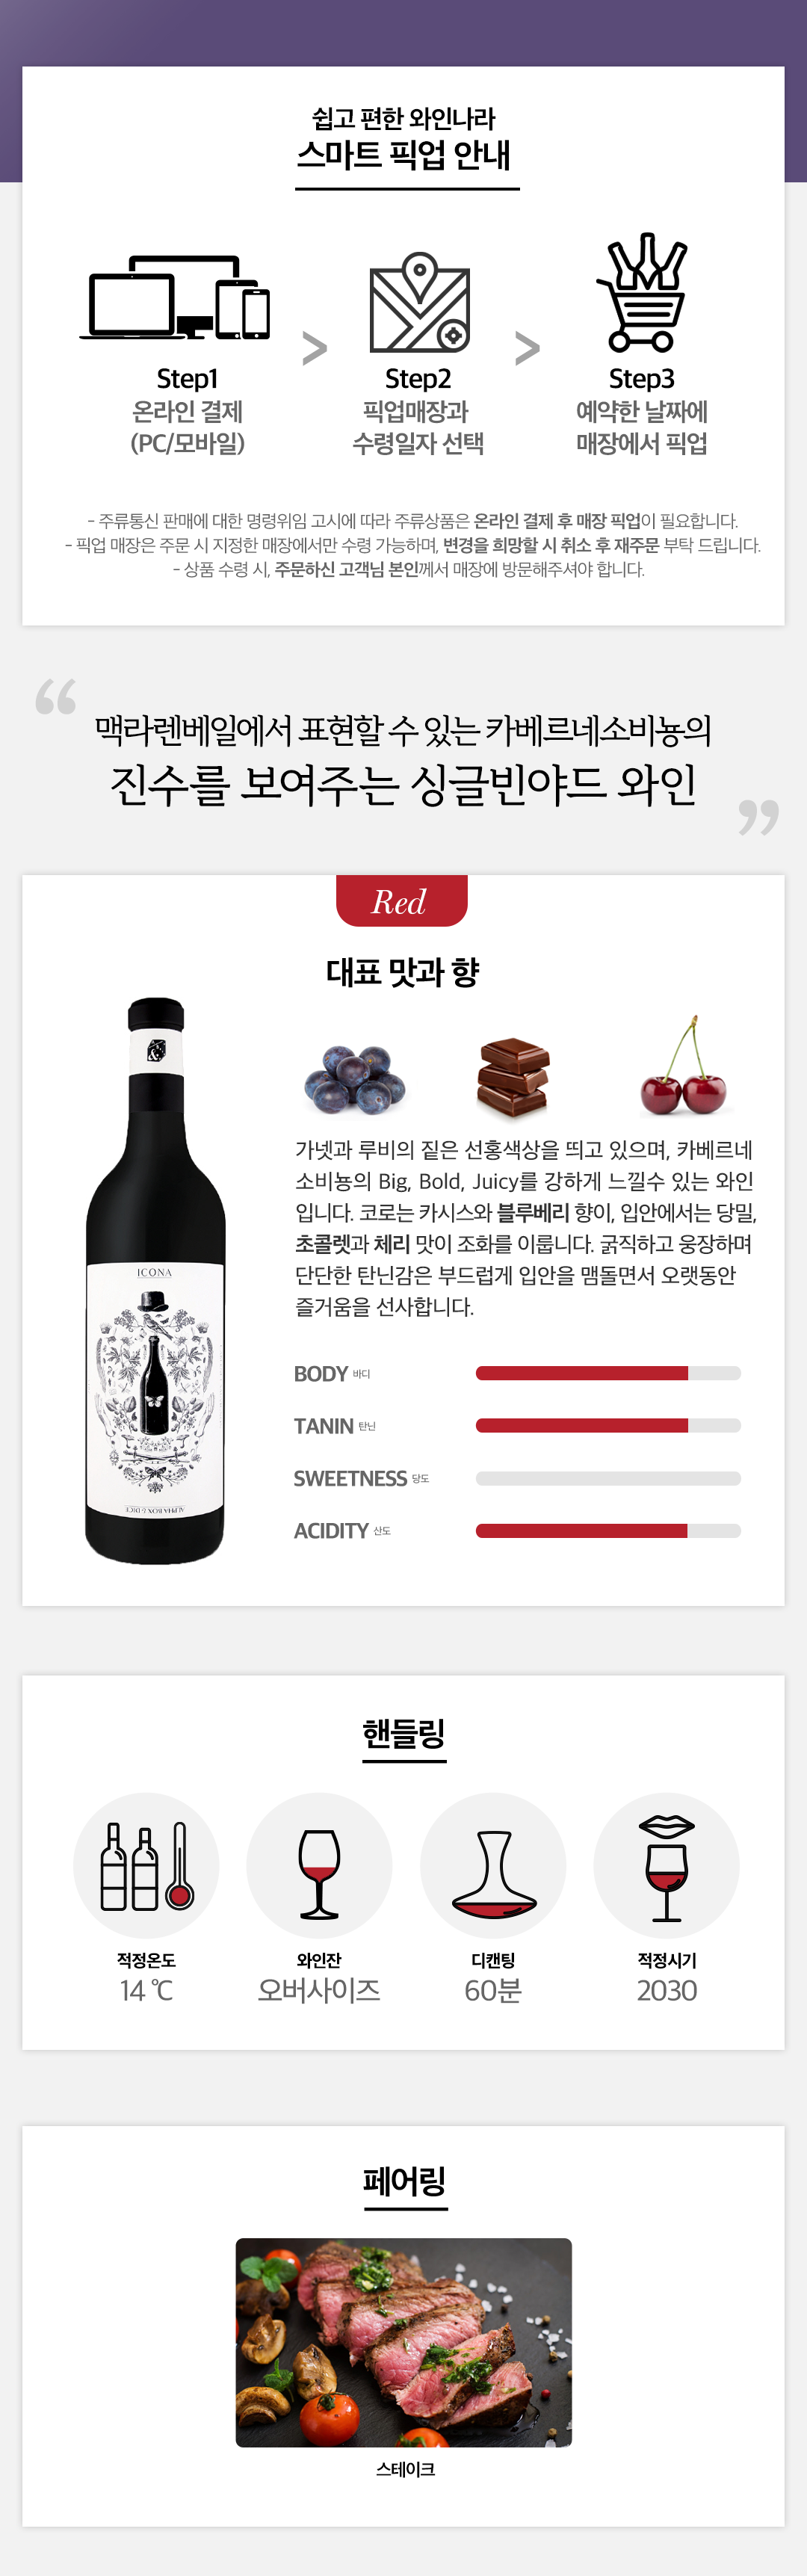 쉽고 편한 와인나라
스마트 픽업 안내
Step1
온라인 결제
(PC/모바일)
>
Step2
픽업매장과
수령일자 선택
>
Step3
예약한 날짜에
매장에서 픽업
- 주류통신 판매에 대한 명령위임 고시에 따라 주류상품은 온라인 결제 후 매장 픽업이 필요합니다.
- 픽업 매장은 주문 시 지정한 매장에서만 수령 가능하며, 변경을 희망할 시 취소 후 재주문 부탁 드립니다.
- 상품 수령 시, 주문하신 고객님 본인께서 매장에 방문해주셔야 합니다.
“ 맥라렌베일에서 표현할 수 있는 카베르네소비뇽의
진수를 보여주는 싱글빈야드 와인 ”
Red
대표 맛과 향
가넷과 루비의 짙은 선홍색상을 띄고 있으며, 카베르네
소비뇽의 Big, Bold, Juicy를 강하게 느낄수 있는 와인
입니다. 코로는 카시스와 블루베리 향이, 입안에서는 당밀,
초콜렛과 체리 맛이 조화를 이룹니다. 굵직하고 웅장하며
단단한 탄닌감은 부드럽게 입안을 맴돌면서 오랫동안
즐거움을 선사합니다.
ICONA
ALPHA BOX & DICE
BODY 바디
TANIN 탄닌
SWEETNESS 당도
ACIDITY 산도
핸들링
적정온도
14 ℃
와인잔
오버사이즈
디캔팅
60분
적정시기
2030
페어링
스테이크